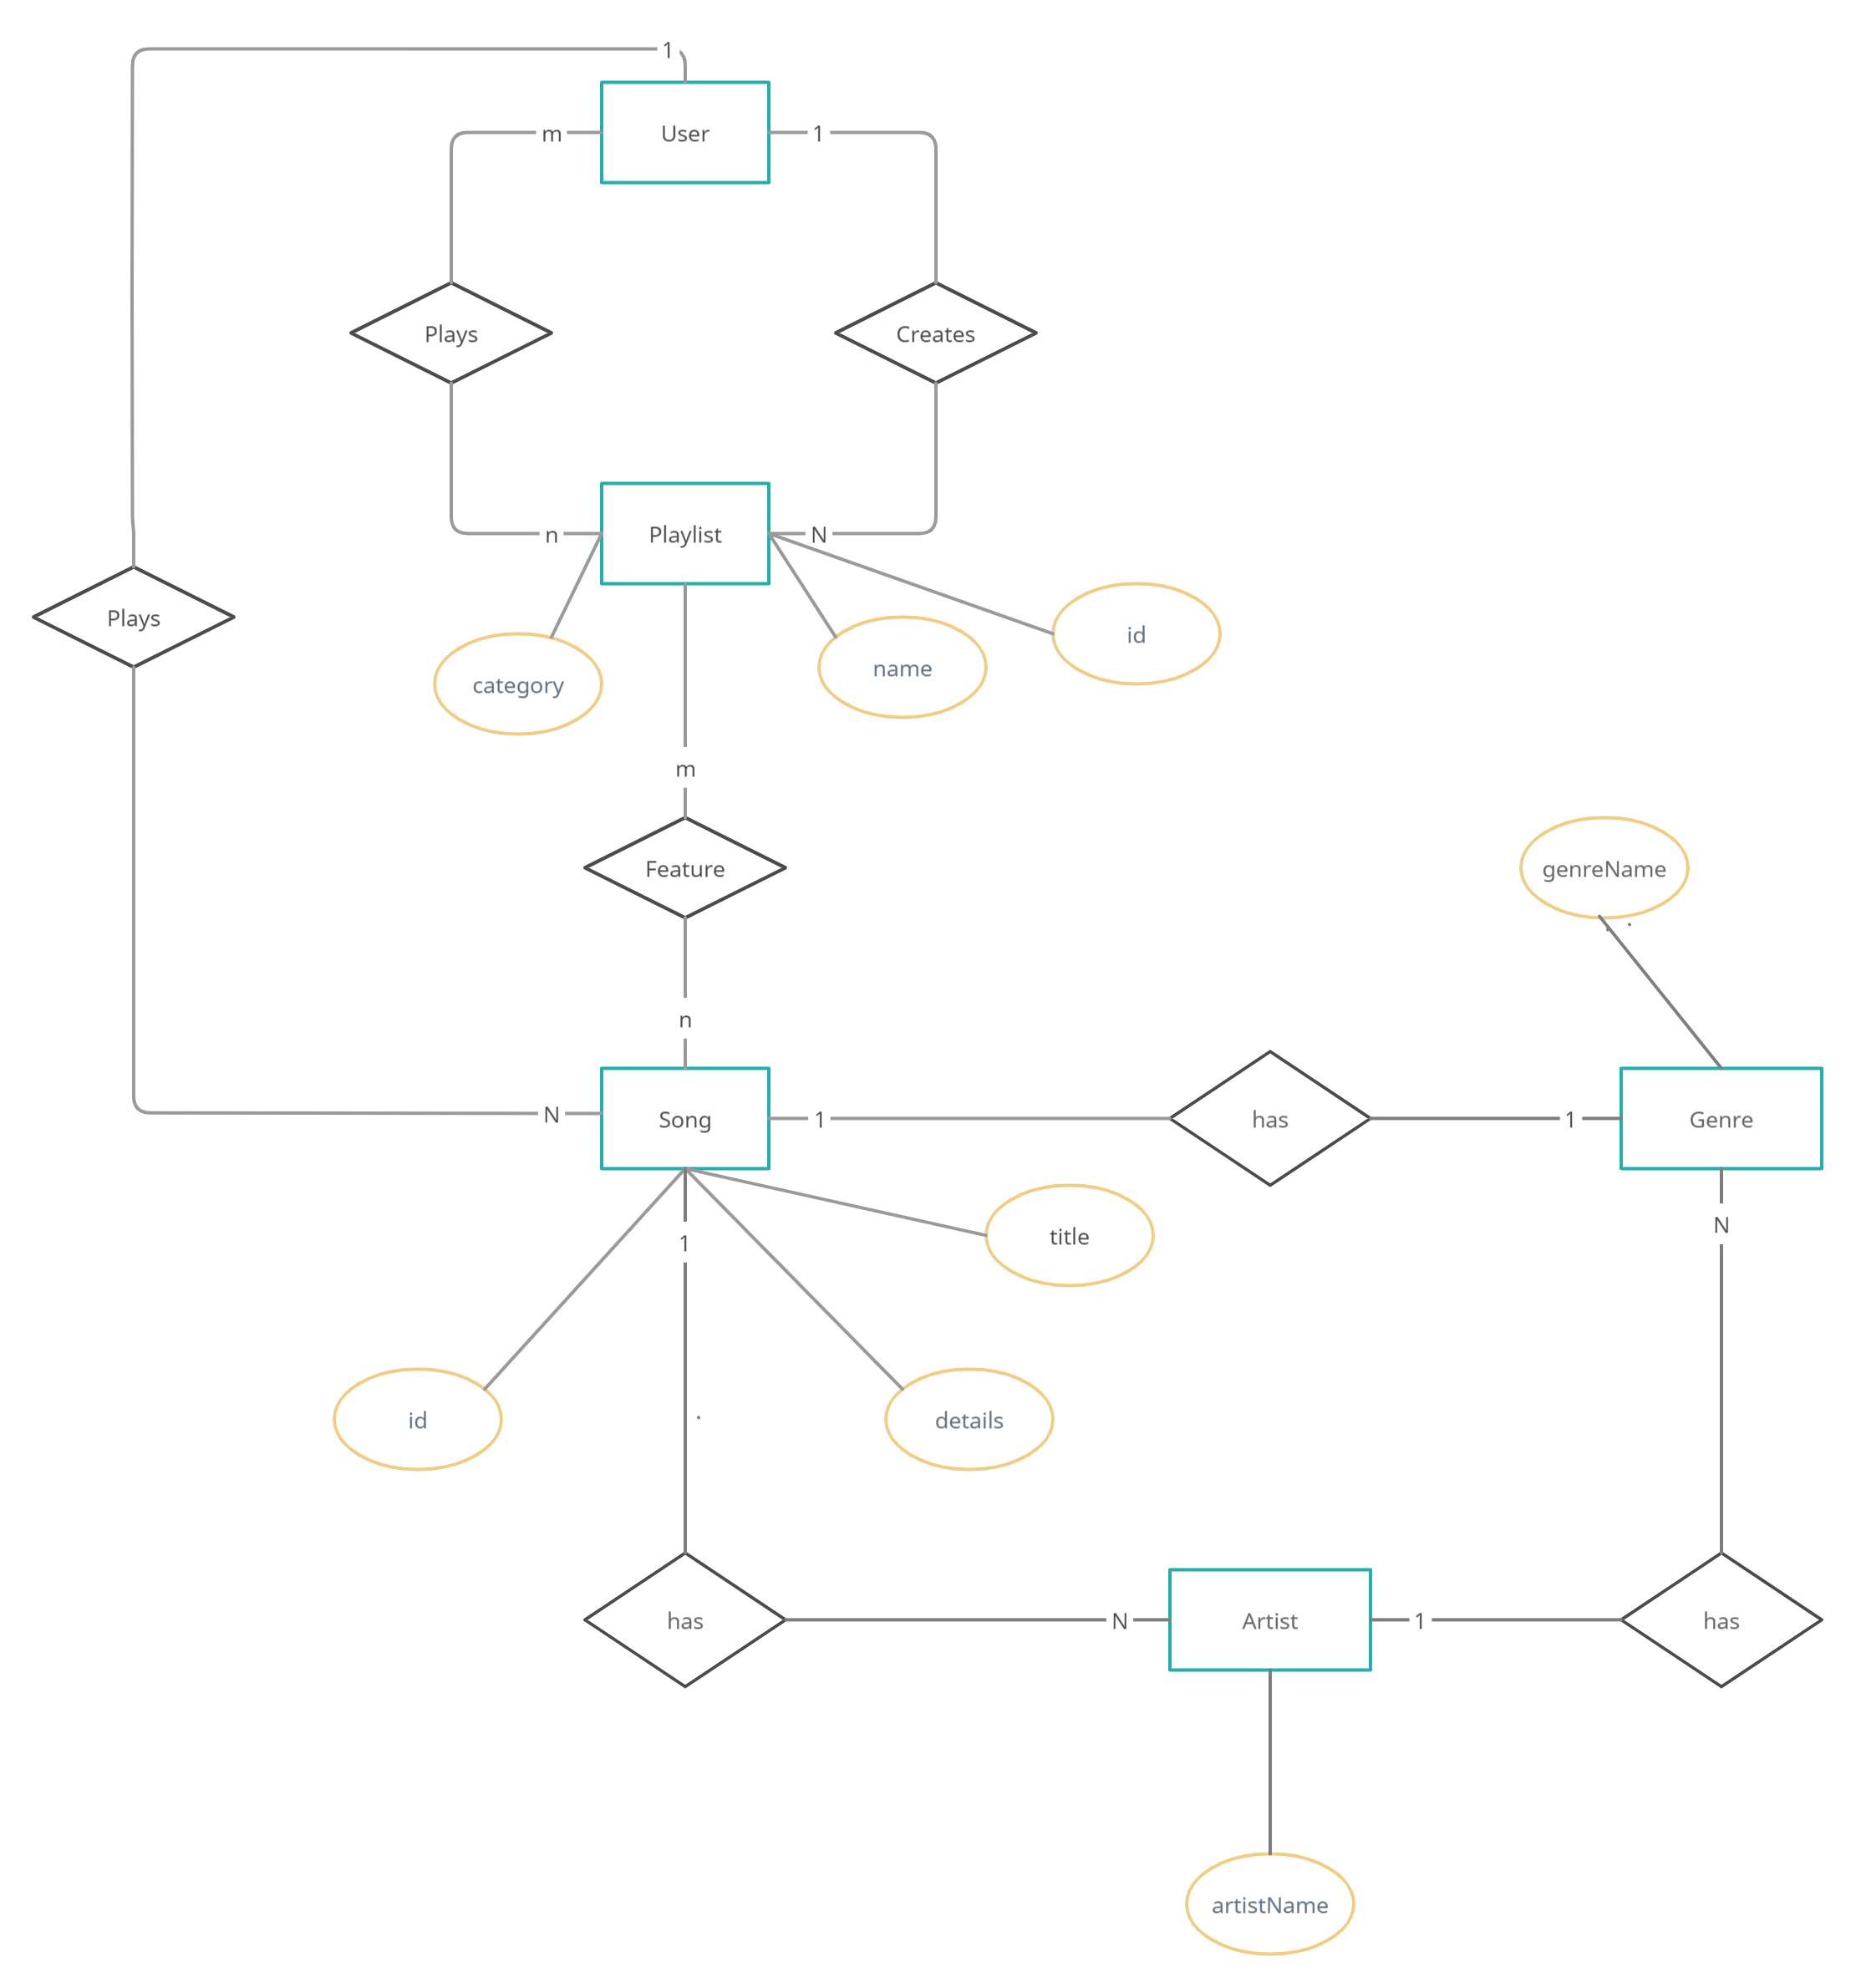 1
m
User
1
Plays
Creates
n
Playlist
N
Plays
category
name
id
m
Feature
genreName
n
N
Song
1
has
1
Genre
N
1
title
id
details
has
N
Artist
1
has
artistName